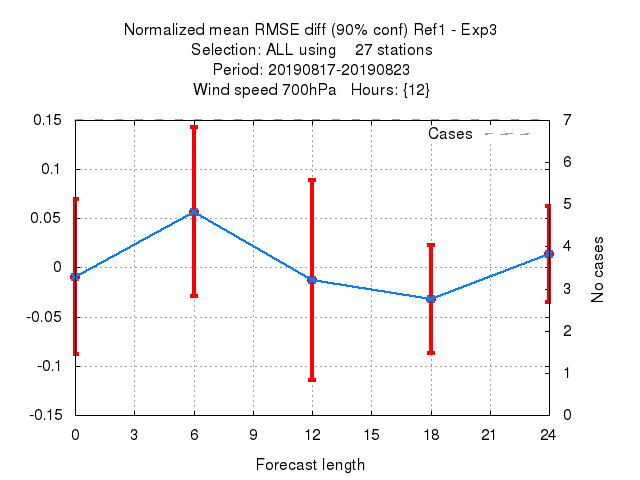 Normalized mean RMSE diff (90% conf) Ref1 - Exp3
Selection: ALL using    27 stations
Period: 20190817-20190823
Wind speed 700hPa   Hours: {12}
Cases
0.15
0.1
0.05
0
-0.05
-0.1
-0.15
7
6
5
4
3
2
1
0
No cases
0 3 6 9 12 15 18 21 24
Forecast length